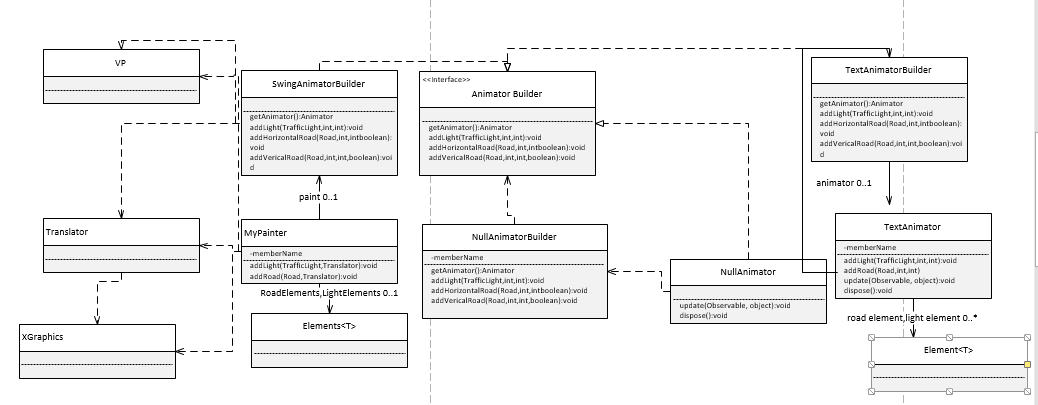 VP
SwingAnimatorBuilder
getAnimator():Animator
addLight(TrafficLight,int,int):void
addHorizontalRoad(Road,int,intboolean):
void
addVericalRoad(Road,int,int,boolean):voi
d
<<Interface>>
Animator Builder
getAnimator():Animator
addLight(TrafficLight,int,int):void
addHorizontalRoad(Road,int,intboolean):void
addVericalRoad(Road,int,int,boolean):void
TextAnimatorBuilder
getAnimator():Animator
addLight(TrafficLight,int,int):void
addHorizontalRoad(Road,int,intboolean):
void
addVericalRoad(Road,int,int,boolean):voi
d
paint 0..1
animator 0..1
Translator
MyPainter
-memberName
addLight(TrafficLight,Translator):void
addRoad(Road,Translator):void
NullAnimatorBuilder
-memberName
getAnimator():Animator
addLight(TrafficLight,int,int):void
addHorizontalRoad(Road,int,intboolean):void
addVericalRoad(Road,int,int,boolean):void
NullAnimator
update(Observable, object):void
dispose():void
TextAnimator
-memberName
addLight(TrafficLight,int,int):void
addRoad(Road,int,int)
update(Observable, object):void
dispose():void
RoadElements,LightElements 0..1
road element,light element 0..*
XGraphics
Elements<T>
Element<T>